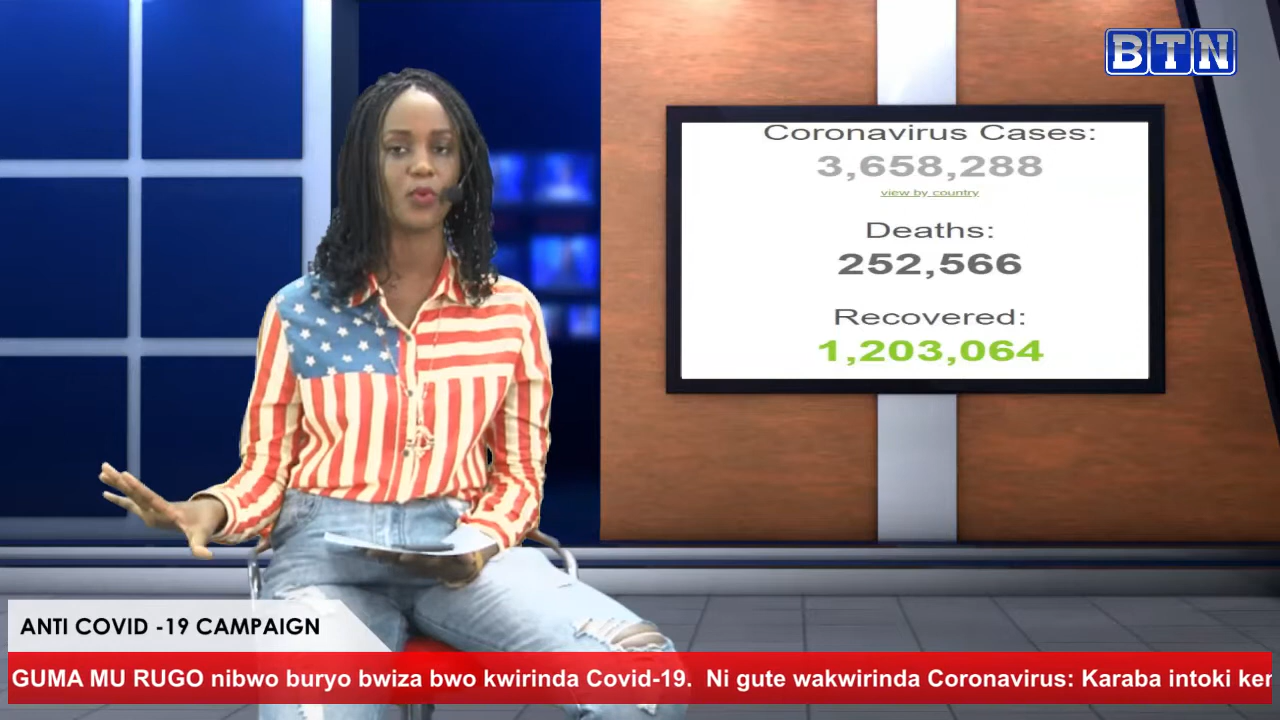 BTN
Coronavirus Cases:
3,658,288
view by country
Deaths:
252,566
Recovered:
1,203,064
ANTI COVID -19 CAMPAIGN
GUMA MU RUGO nibwo buryo bwiza bwo kwirinda Covid-19. Ni gute wakwirinda Coronavirus: Karaba intoki